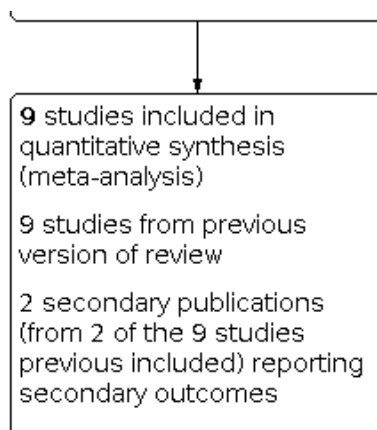 9 studies included in
quantitative synthesis
(meta-analysis)
9 studies from previous
version of review
2 secondary publications
(from 2 of the 9 studies
previous included) reporting
secondary outcomes